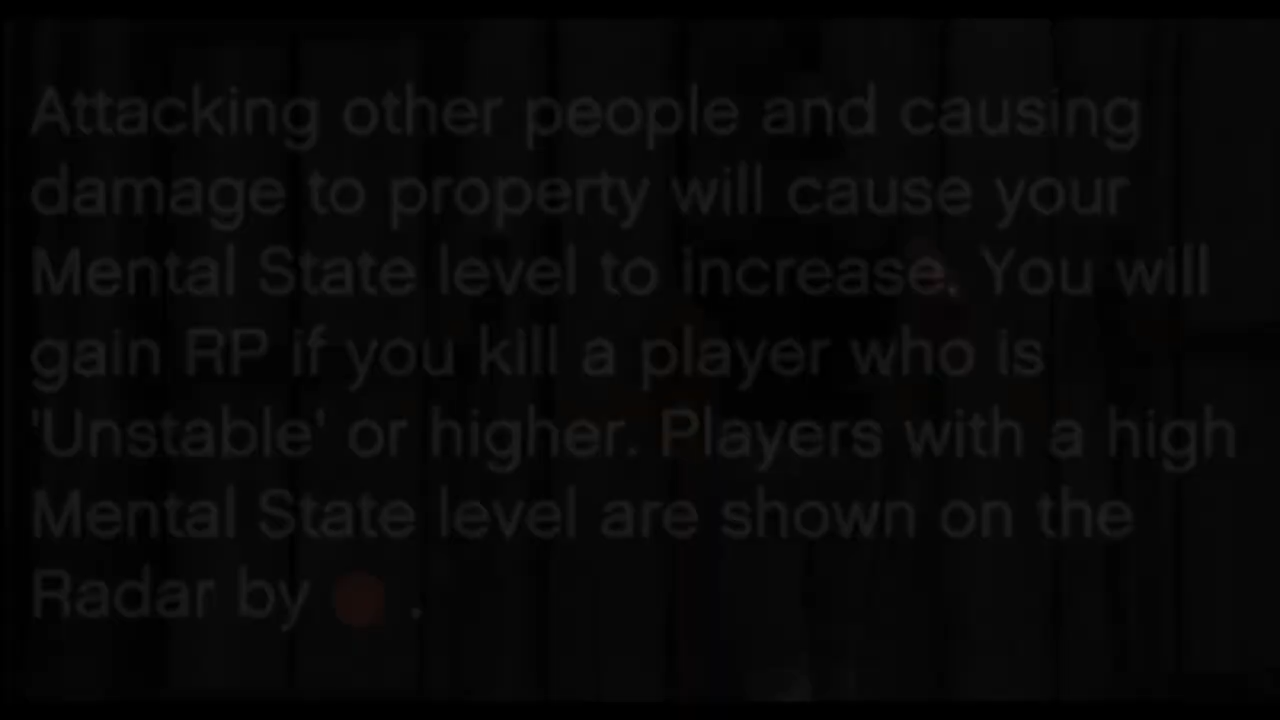 Attacking other people and causing
damage to property will cause your
Mental State level to increase. You will
gain RP if you kill a player who is
'Unstable' or higher. Players with a high
Mental State level are shown on the
Radar by .